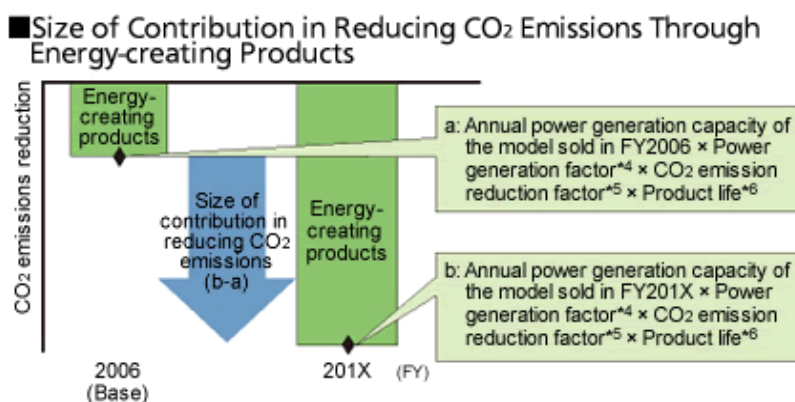 ■Size of Contribution in Reducing CO₂ Emissions Through
Energy-creating Products
CO₂ emissions reduction
Energy-
creating
products
Size of
contribution in
reducing CO₂
emissions
(b-a)
Energy-
creating
products
a: Annual power generation capacity of
the model sold in FY2006 × Power
generation factor*4 × CO₂ emission
reduction factor*5 × Product life*6
b: Annual power generation capacity of
the model sold in FY201X × Power
generation factor*4 × CO₂ emission
reduction factor*5 × Product life*6
2006
(Base)
201X (FY)